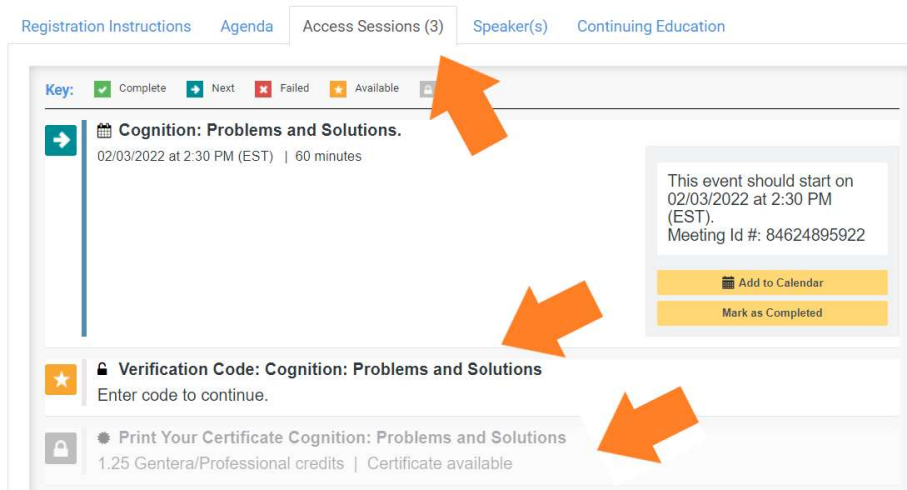 Registration Instructions Agenda Access Sessions (3) Speaker(s) Continuing Education
Key: Complete Next Failed Available
Cognition: Problems and Solutions.
02/03/2022 at 2:30 PM (EST) | 60 minutes
This event should start on
02/03/2022 at 2:30 PM
(EST).
Meeting Id #: 84624895922
Add to Calendar
Mark as Completed
Verification Code: Cognition: Problems and Solutions
Enter code to continue.
Print Your Certificate Cognition: Problems and Solutions
1.25 Gentera/Professional credits | Certificate available